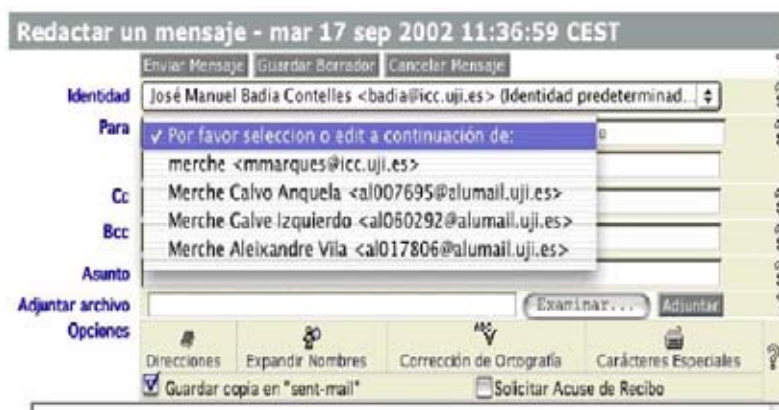 Redactar un mensaje - mar 17 sep 2002 11:36:59 CEST
Enviar Mensaje Guardar Borrador Cancelar Mensaje
Identidad José Manuel Badia Contelles <badia@icc.uji.es> (Identidad predeterminad...
Para ✓ Por favor seleccion o edit a continuación de:
merche <mmarques@icc.uji.es>
Cc Merche Calvo Anquela <al007695@alumail.uji.es>
Merche Galve Izquierdo <al060292@alumail.uji.es>
Bcc
Merche Aleixandre Vila <al017806@alumail.uji.es>
Asunto
Adjuntar archivo Examinar... Adjuntar
Opciones
Direcciones Expandir Nombres Corrección de Ortografía Carácteres Especiales
Guardar copia en "sent-mail" Solicitar Acuse de Recibo